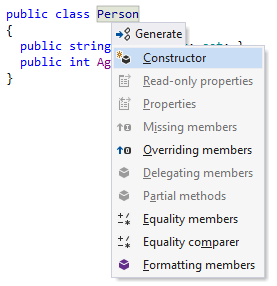 public class Person
Generate
{
public string
set; }
public int Ag
}
Constructor
Read-only properties
Properties
Missing members
Overriding members
Delegating members
Partial methods
Equality members
Equality comparer
Formatting members